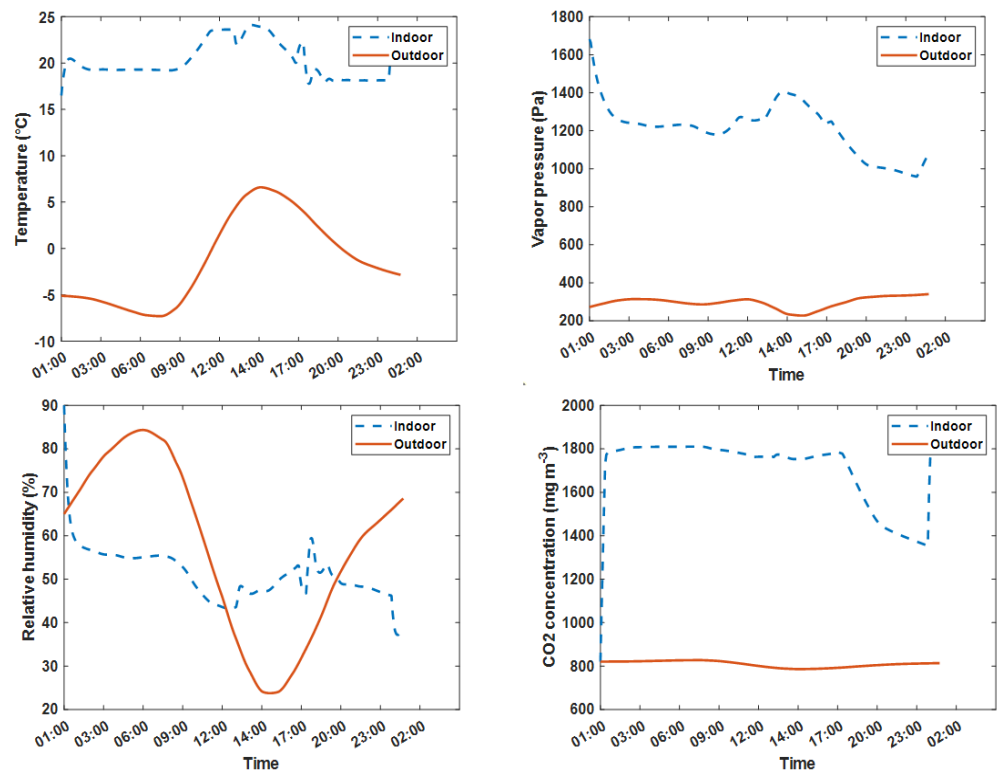 25
20
15
10
5
0
-5
-10
Temperature (°C)
01:00 03:00 06:00 09:00 12:00 14:00 17:00 20:00 23:00 02:00
Indoor
Outdoor
1800
1600
1400
1200
1000
800
600
400
200
Vapor pressure (Pa)
01:00 03:00 06:00 09:00 12:00 14:00 17:00 20:00 23:00 02:00
Time
Indoor
Outdoor
90
80
70
60
50
40
30
20
Relative humidity (%)
01:00 03:00 06:00 09:00 12:00 14:00 17:00 20:00 23:00 02:00
Time
Indoor
Outdoor
2000
1800
1600
1400
1200
1000
800
600
CO2 concentration (mg m⁻³)
01:00 03:00 06:00 09:00 12:00 14:00 17:00 20:00 23:00 02:00
Time
Indoor
Outdoor